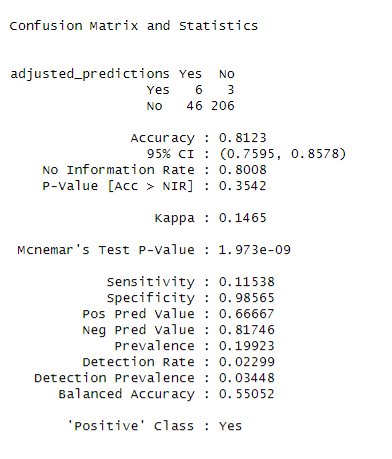 Confusion Matrix and Statistics
adjusted_predictions Yes No
Yes 6 3
No 46 206
Accuracy : 0.8123
95% CI : (0.7595, 0.8578)
No Information Rate : 0.8008
P-Value [Acc > NIR] : 0.3542
Kappa : 0.1465
Mcnemar's Test P-Value : 1.973e-09
Sensitivity : 0.11538
Specificity : 0.98565
Pos Pred Value : 0.66667
Neg Pred Value : 0.81746
Prevalence : 0.19923
Detection Rate : 0.02299
Detection Prevalence : 0.03448
Balanced Accuracy : 0.55052
'Positive' Class : Yes